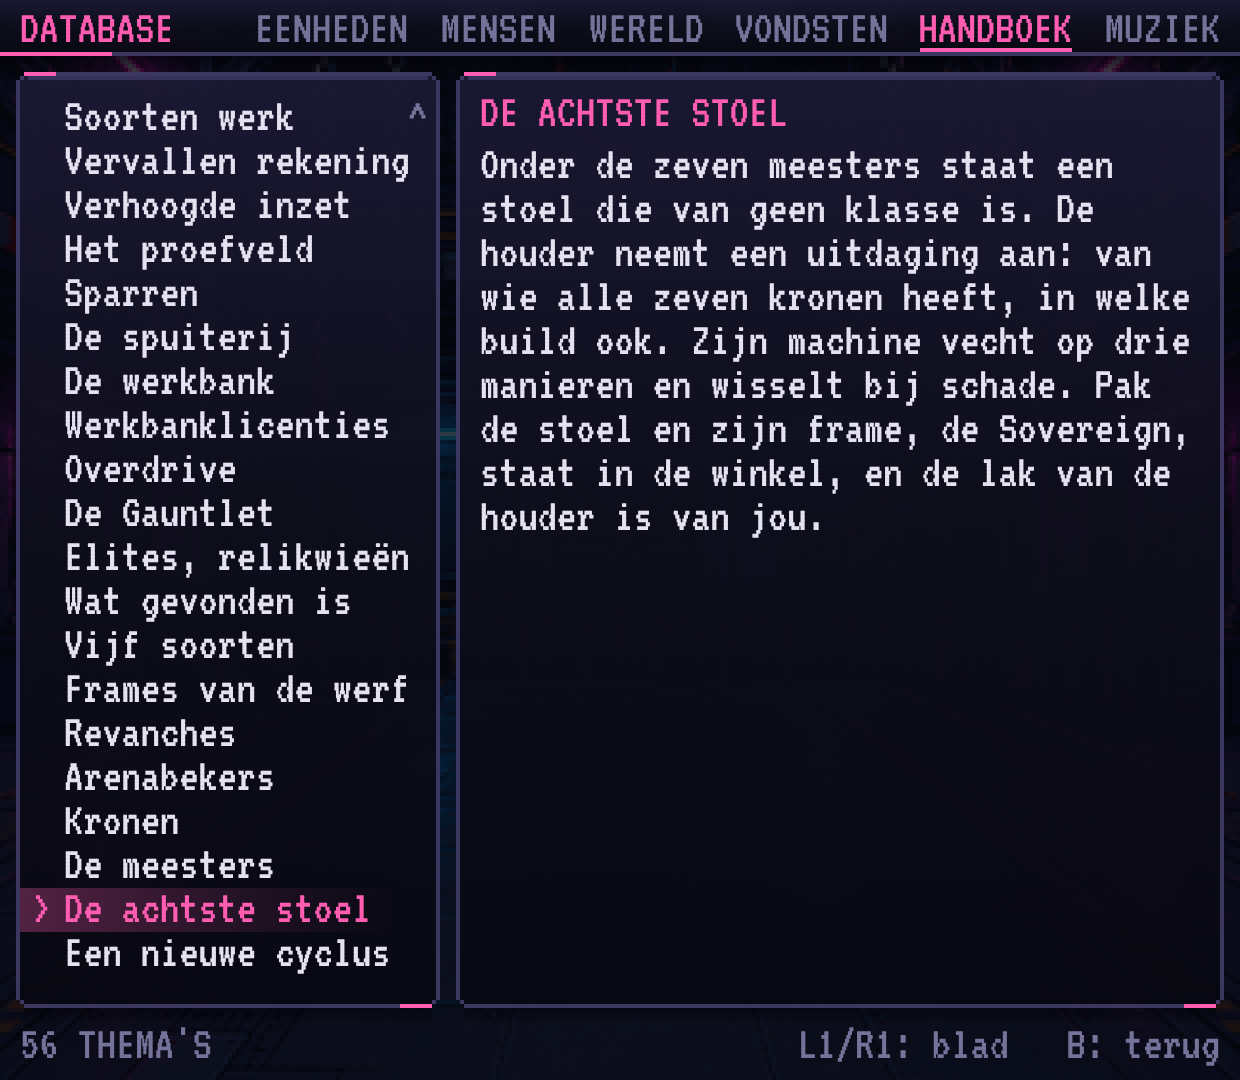 DATABASE EENHEDEN MENSEN WERELD VONDSTEN HANDBOEK MUZIEK
Soorten werk ^
Vervallen rekening
Verhoogde inzet
Het proefveld
Sparren
De spuiterij
De werkbank
Werkbanklicenties
Overdrive
De Gauntlet
Elites, relikwieën
Wat gevonden is
Vijf soorten
Frames van de werf
Revanches
Arenabekers
Kronen
De meesters
> De achtste stoel
Een nieuwe cyclus
DE ACHTSTE STOEL
Onder de zeven meesters staat een
stoel die van geen klasse is. De
houder neemt een uitdaging aan: van
wie alle zeven kronen heeft, in welke
build ook. Zijn machine vecht op drie
manieren en wisselt bij schade. Pak
de stoel en zijn frame, de Sovereign,
staat in de winkel, en de lak van de
houder is van jou.
56 THEMA'S L1/R1: blad B: terug